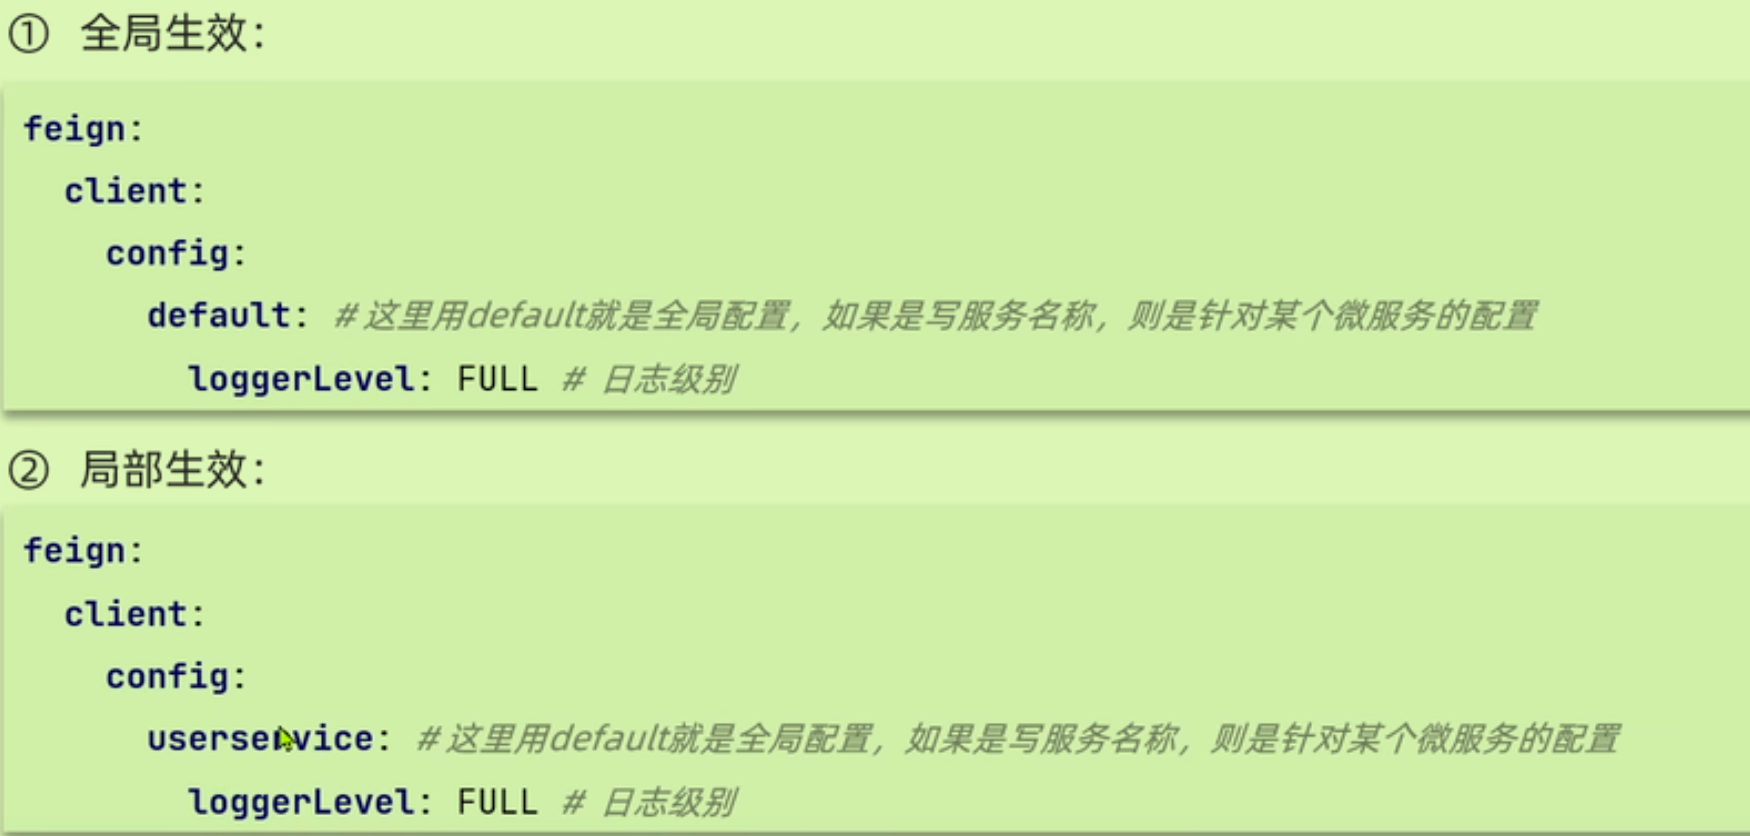 ① 全局生效：
feign:
  client:
    config:
      default: # 这里用default就是全局配置，如果是写服务名称，则是针对某个微服务的配置
        loggerLevel: FULL # 日志级别
② 局部生效：
feign:
  client:
    config:
      userservice: # 这里用default就是全局配置，如果是写服务名称，则是针对某个微服务的配置
        loggerLevel: FULL # 日志级别